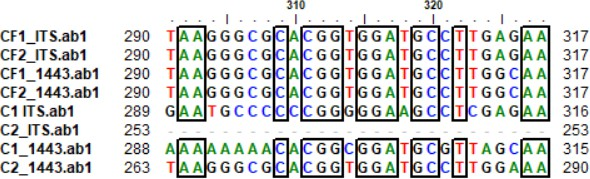 310 320
CF1_ITS.ab1 290 TAAGGGCGCACGGTGGATGCCTTGAGAA 317
CF2_ITS.ab1 290 TAAGGGCGCACGGTGGATGCCTTGAGAA 317
CF1_1443.ab1 290 TAAGGGCGCACGGTGGATGCCTTGGCAA 317
CF2_1443.ab1 290 TAAGGGCGCACGGTGGATGCCTTGGCAA 317
C1 ITS.ab1 289 GAATGCCCCCCGGGGGAAGCCTCGAGAA 316
C2_ITS.ab1 253 ---------------------------- 253
C1_1443.ab1 288 AAAAAAAACACGGCGGATGCGTTAGCAA 315
C2_1443.ab1 263 TAAGGGCGCACGGTGGATGCCTTGGAAA 290